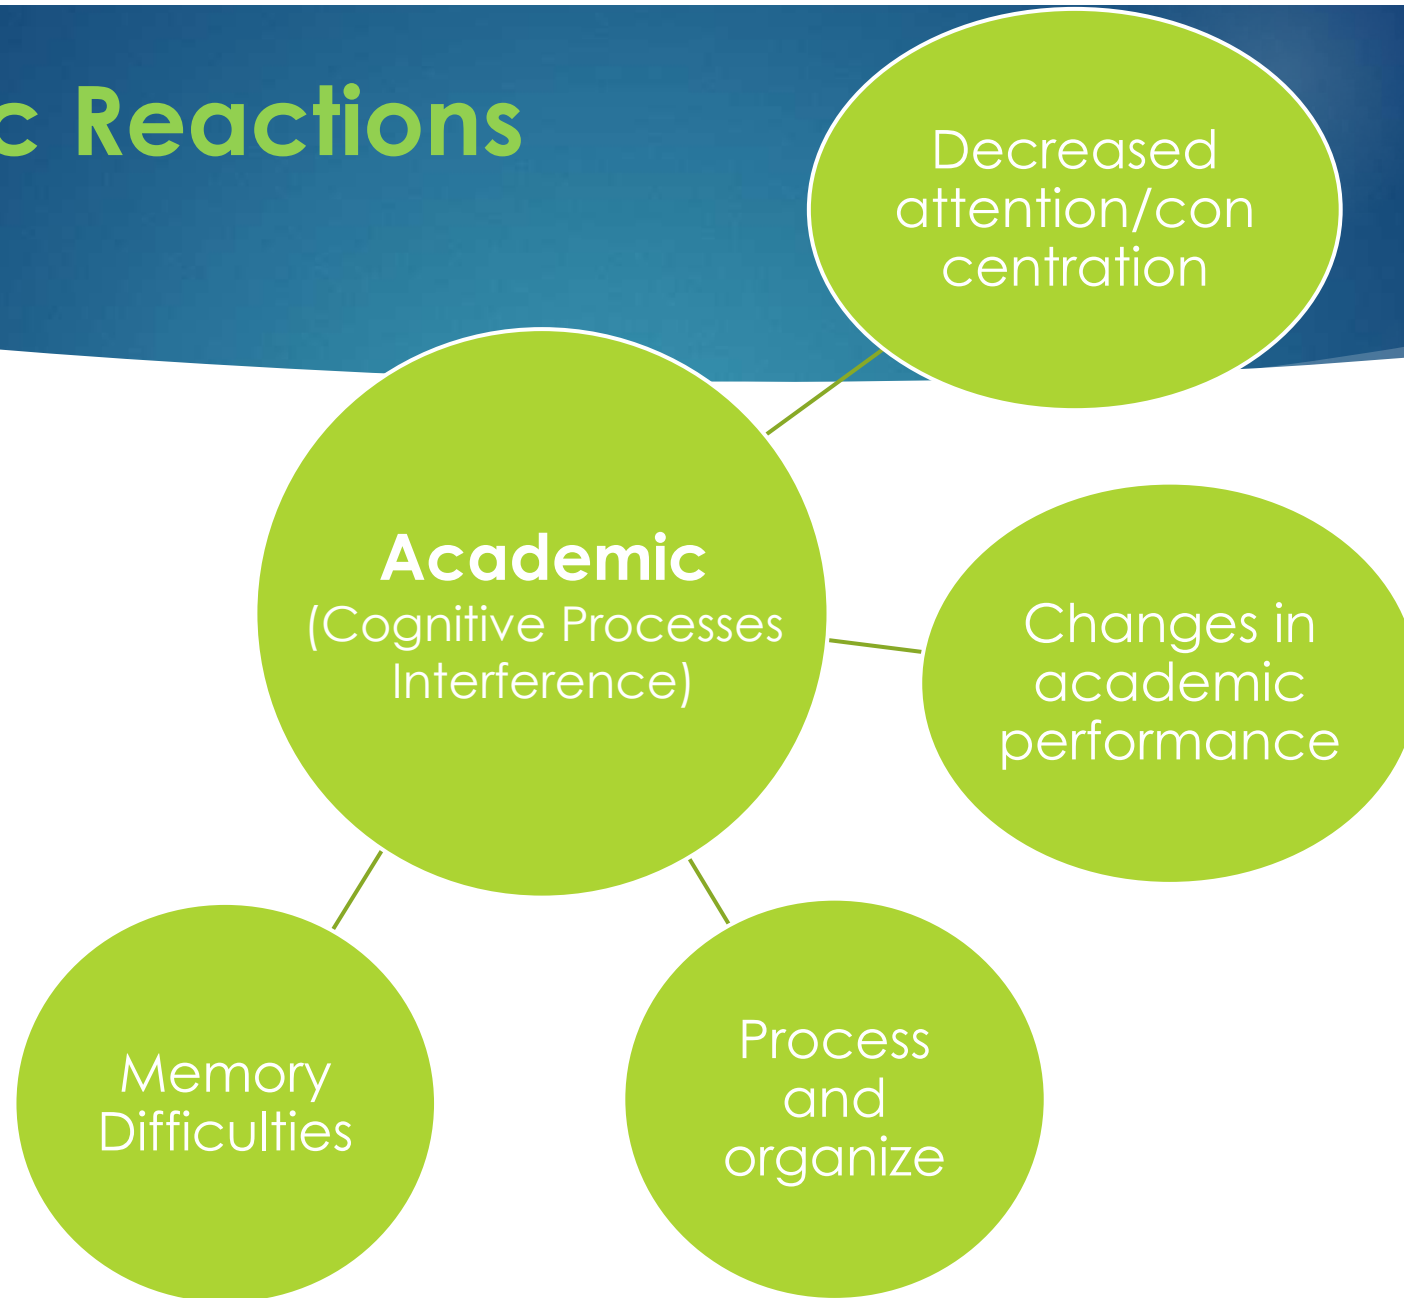 c Reactions
Decreased
attention/con
centration
Academic
(Cognitive Processes
Interference)
Changes in
academic
performance
Memory
Difficulties
Process
and
organize